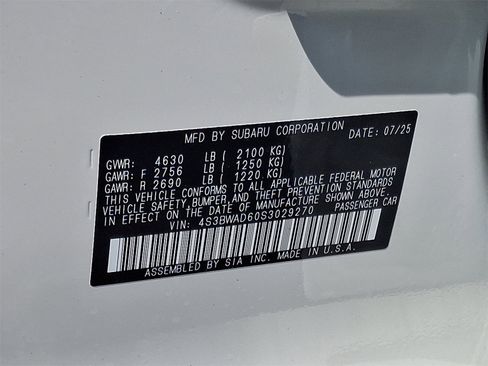 MFD BY SUBARU CORPORATION DATE: 07/25
GVWR: 4630 LB ( 2100 KG)
GAWR: F 2756 LB ( 1250 KG)
GAWR: R 2690 LB ( 1220 KG)
THIS VEHICLE CONFORMS TO ALL APPLICABLE FEDERAL MOTOR
VEHICLE SAFETY,BUMPER,AND THEFT PREVENTION STANDARDS
IN EFFECT ON THE DATE OF MANUFACTURE SHOWN ABOVE.
VIN: 4S3BWAD60S3029270 PASSENGER CAR
ASSEMBLED BY SIA INC. MADE IN U.S.A.